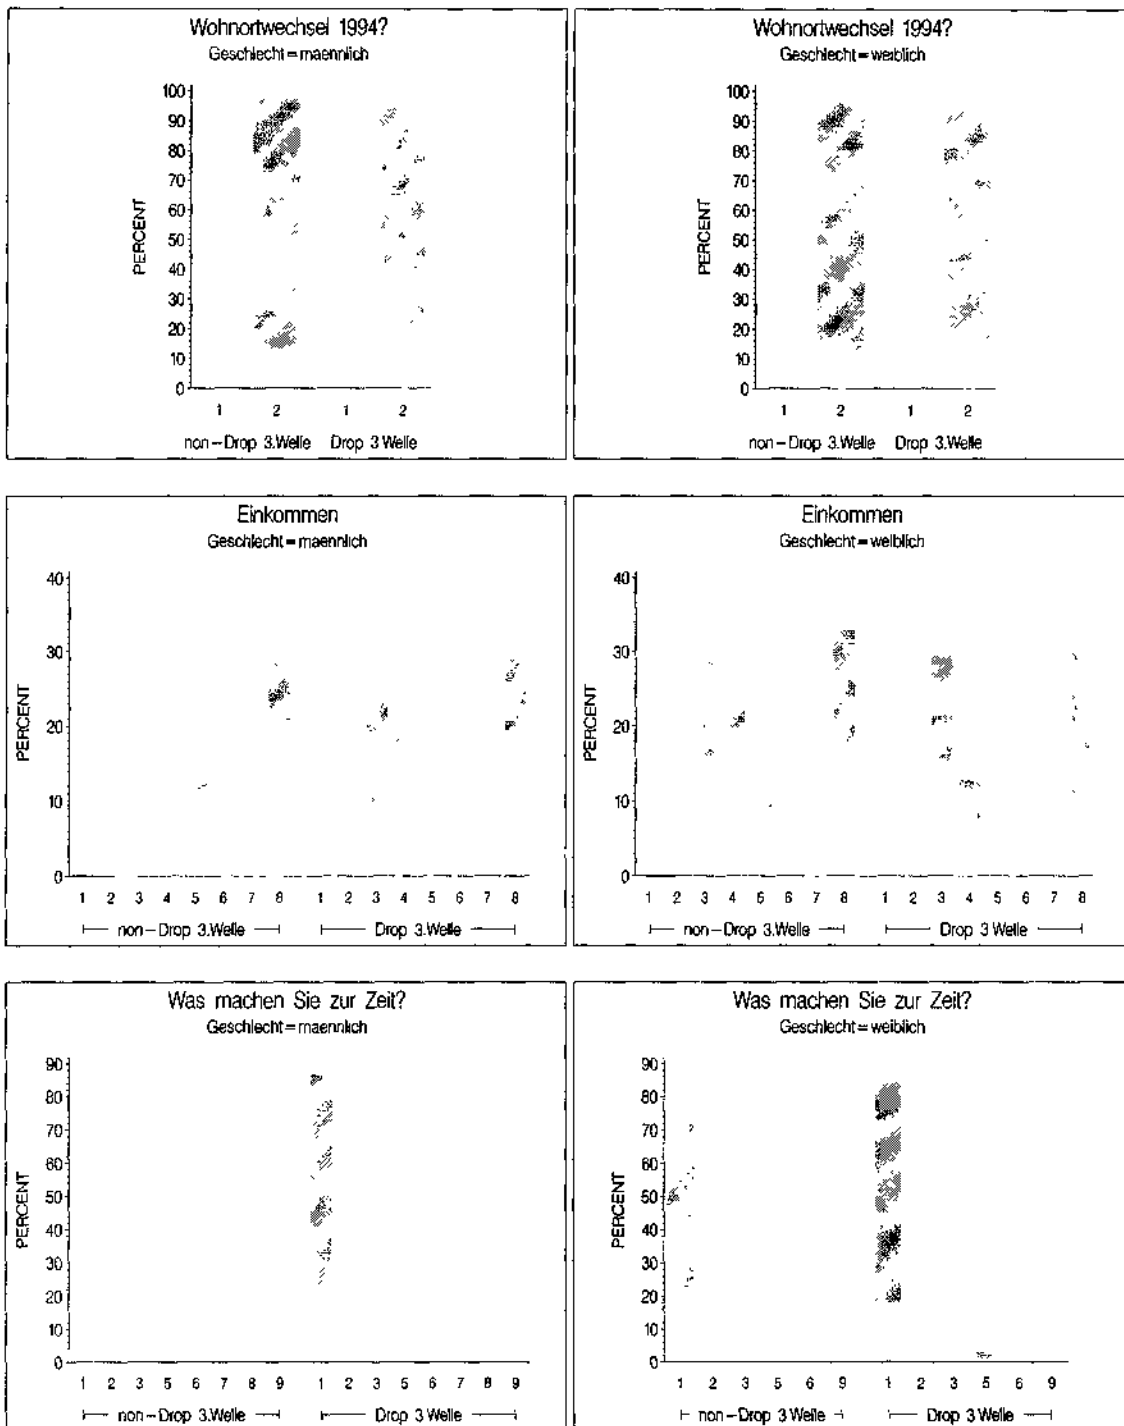 Wohnortwechsel 1994?
Geschlecht = maennlich
PERCENT
100
90
80
70
60
50
40
30
20
10
0
1 2 1 2
non-Drop 3.Welle Drop 3 Welle
Wohnortwechsel 1994?
Geschlecht = weiblich
PERCENT
100
90
80
70
60
50
40
30
20
10
0
1 2 1 2
non-Drop 3.Welle Drop 3 Welle
Einkommen
Geschlecht = maennlich
PERCENT
40
30
20
10
0
1 2 3 4 5 6 7 8 1 2 3 4 5 6 7 8
non-Drop 3.Welle Drop 3.Welle
Einkommen
Geschlecht = weiblich
PERCENT
40
30
20
10
0
1 2 3 4 5 6 7 8 1 2 3 4 5 6 7 8
non-Drop 3.Welle Drop 3.Welle
Was machen Sie zur Zeit?
Geschlecht = maennlich
PERCENT
90
80
70
60
50
40
30
20
10
0
1 2 3 4 5 6 7 9 1 2 3 4 6 7 8 9
non-Drop 3.Welle Drop 3.Welle
Was machen Sie zur Zeit?
Geschlecht = weiblich
PERCENT
90
80
70
60
50
40
30
20
10
0
1 2 3 4 5 6 9 1 2 3 5 6 9
non-Drop 3.Welle Drop 3.Welle